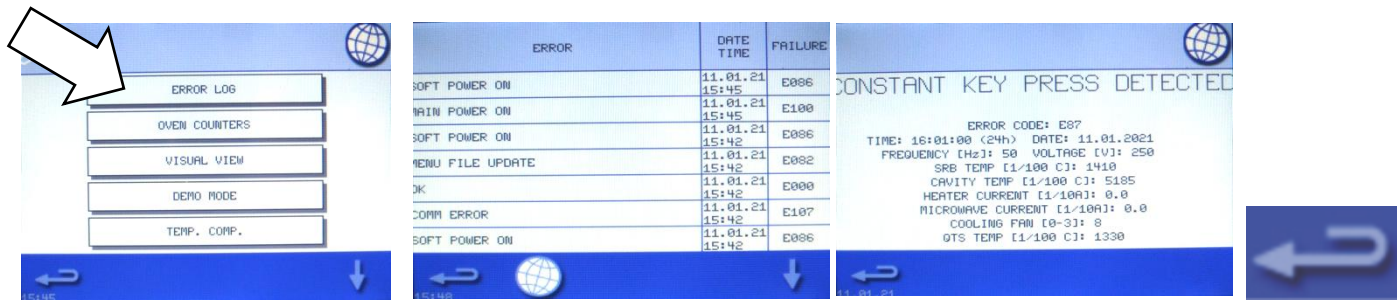 ERROR LOG
OVEN COUNTERS
VISUAL VIEW
DEMO MODE
TEMP. COMP.
15:45
ERROR DATE TIME FAILURE
SOFT POWER ON 11.01.21 15:45 E086
MAIN POWER ON 11.01.21 15:45 E100
SOFT POWER ON 11.01.21 15:42 E086
MENU FILE UPDATE 11.01.21 15:42 E082
OK 11.01.21 15:42 E000
COMM ERROR 11.01.21 15:42 E107
SOFT POWER ON 11.01.21 15:42 E086
15:48
CONSTANT KEY PRESS DETECTED
ERROR CODE: E87
TIME: 16:01:00 (24h) DATE: 11.01.2021
FREQUENCY [Hz]: 50 VOLTAGE [V]: 250
SRB TEMP [1/100 C]: 1410
CAVITY TEMP [1/100 C]: 5185
HEATER CURRENT [1/10A]: 0.0
MICROWAVE CURRENT [1/10A]: 0.0
COOLING FAN [0-3]: 8
QTS TEMP [1/100 C]: 1330
11.01.21